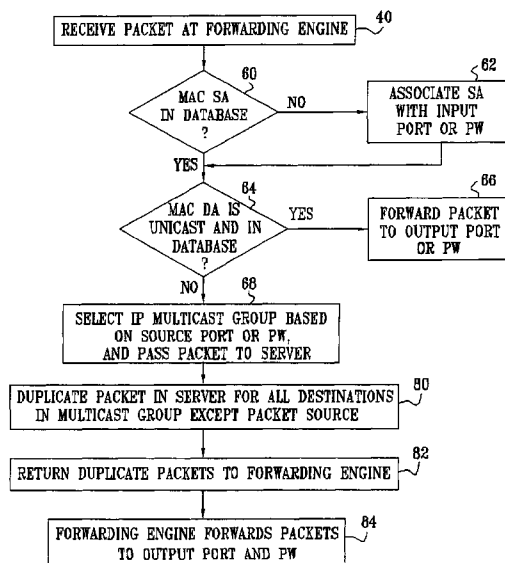 RECEIVE PACKET AT FORWARDING ENGINE
40
60
MAC SA
IN DATABASE
?
NO
62
ASSOCIATE SA
WITH INPUT
PORT OR PW
YES
64
MAC DA IS
UNICAST AND IN
DATABASE
?
YES
66
FORWARD PACKET
TO OUTPUT PORT
OR PW
NO
68
SELECT IP MULTICAST GROUP BASED
ON SOURCE PORT OR PW,
AND PASS PACKET TO SERVER
80
DUPLICATE PACKET IN SERVER FOR ALL DESTINATIONS
IN MULTICAST GROUP EXCEPT PACKET SOURCE
82
RETURN DUPLICATE PACKETS TO FORWARDING ENGINE
84
FORWARDING ENGINE FORWARDS PACKETS
TO OUTPUT PORT AND PW